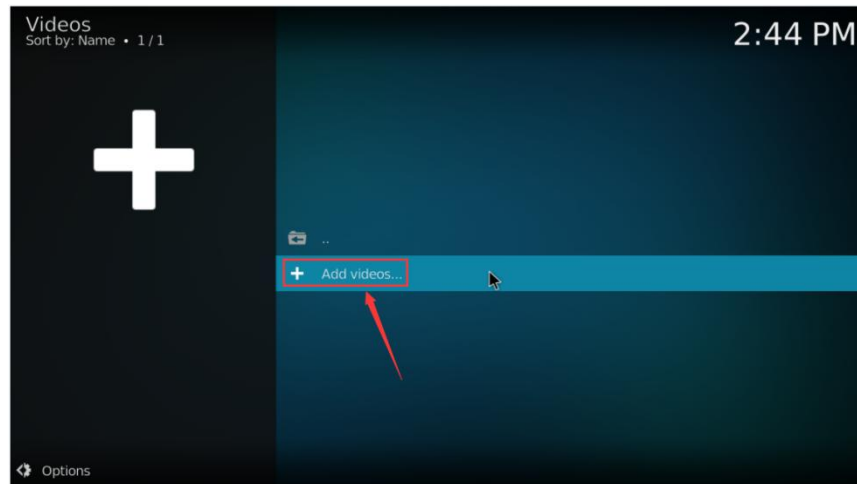 Videos
Sort by: Name • 1 / 1
2:44 PM
..
Add videos...
Options